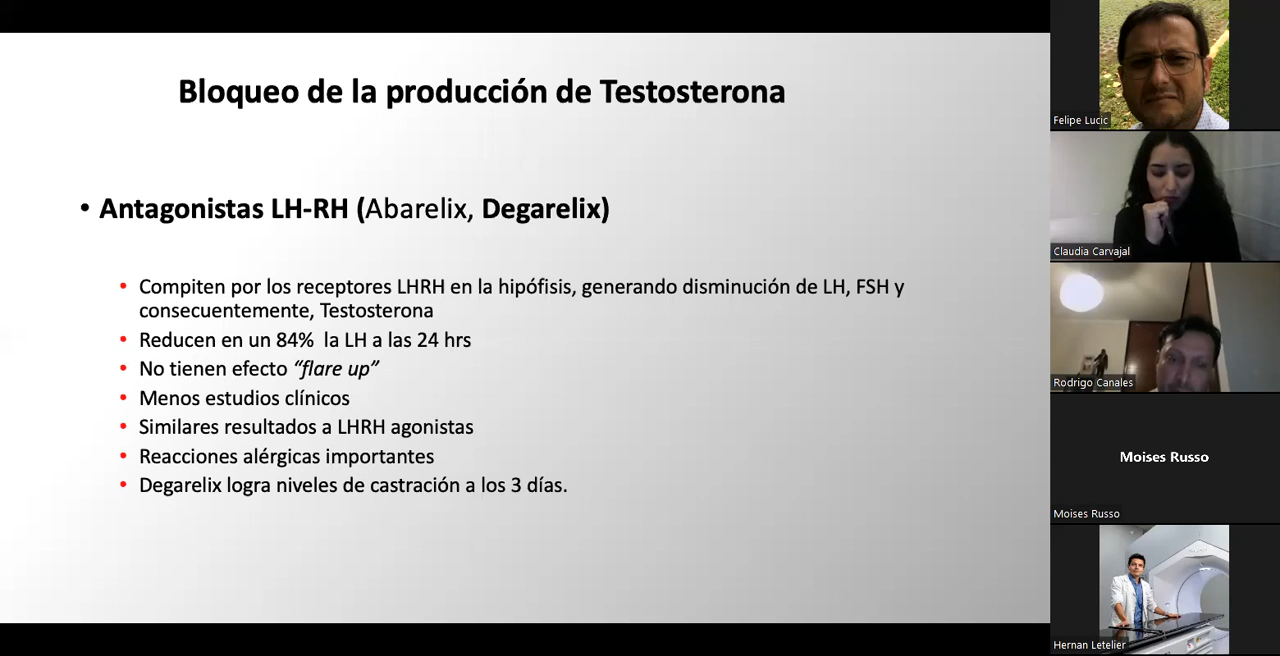 Bloqueo de la producción de Testosterona
• Antagonistas LH-RH (Abarelix, Degarelix)
• Compiten por los receptores LHRH en la hipófisis, generando disminución de LH, FSH y
consecuentemente, Testosterona
• Reducen en un 84% la LH a las 24 hrs
• No tienen efecto “flare up”
• Menos estudios clínicos
• Similares resultados a LHRH agonistas
• Reacciones alérgicas importantes
• Degarelix logra niveles de castración a los 3 días.
Felipe Lucic
Claudia Carvajal
Rodrigo Canales
Moises Russo
Moises Russo
Hernan Letelier